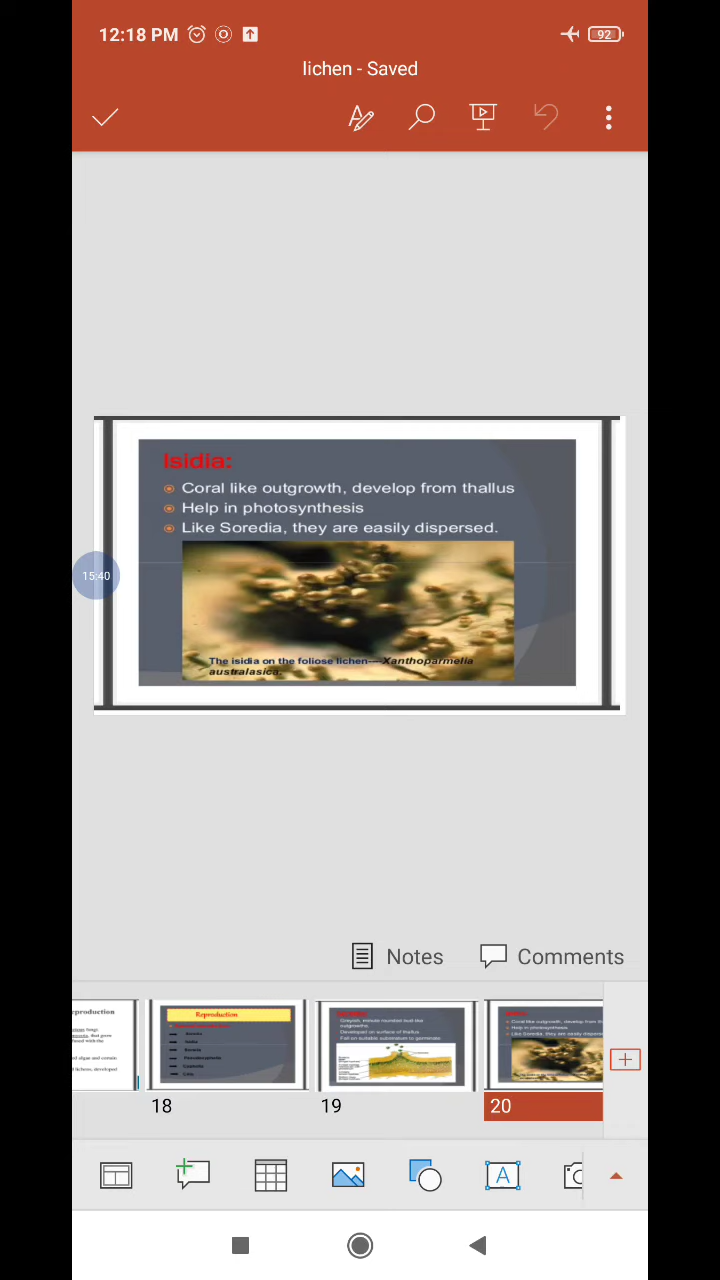 12:18 PM
92
lichen - Saved
Isidia:
Coral like outgrowth, develop from thallus
Help in photosynthesis
Like Soredia, they are easily dispersed.
15:40
The isidia on the foliose lichen—Xanthoparmelia
australasica.
Notes
Comments
Reproduction
18
19
20
A